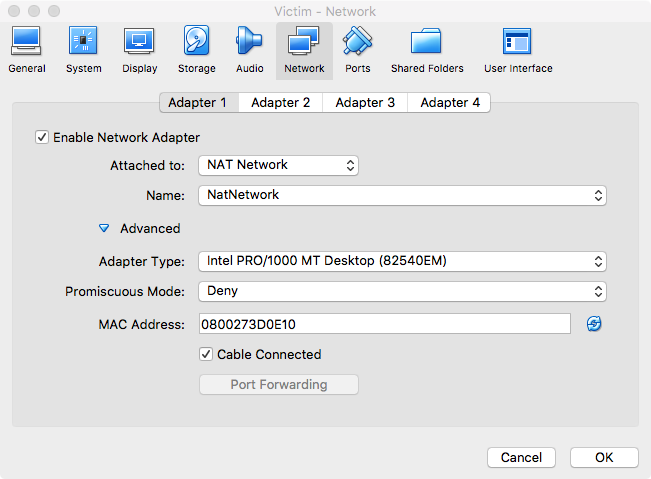 Victim - Network
General System Display Storage Audio Network Ports Shared Folders User Interface
Adapter 1 Adapter 2 Adapter 3 Adapter 4
Enable Network Adapter
Attached to: NAT Network
Name: NatNetwork
Advanced
Adapter Type: Intel PRO/1000 MT Desktop (82540EM)
Promiscuous Mode: Deny
MAC Address: 0800273D0E10
Cable Connected
Port Forwarding
Cancel OK